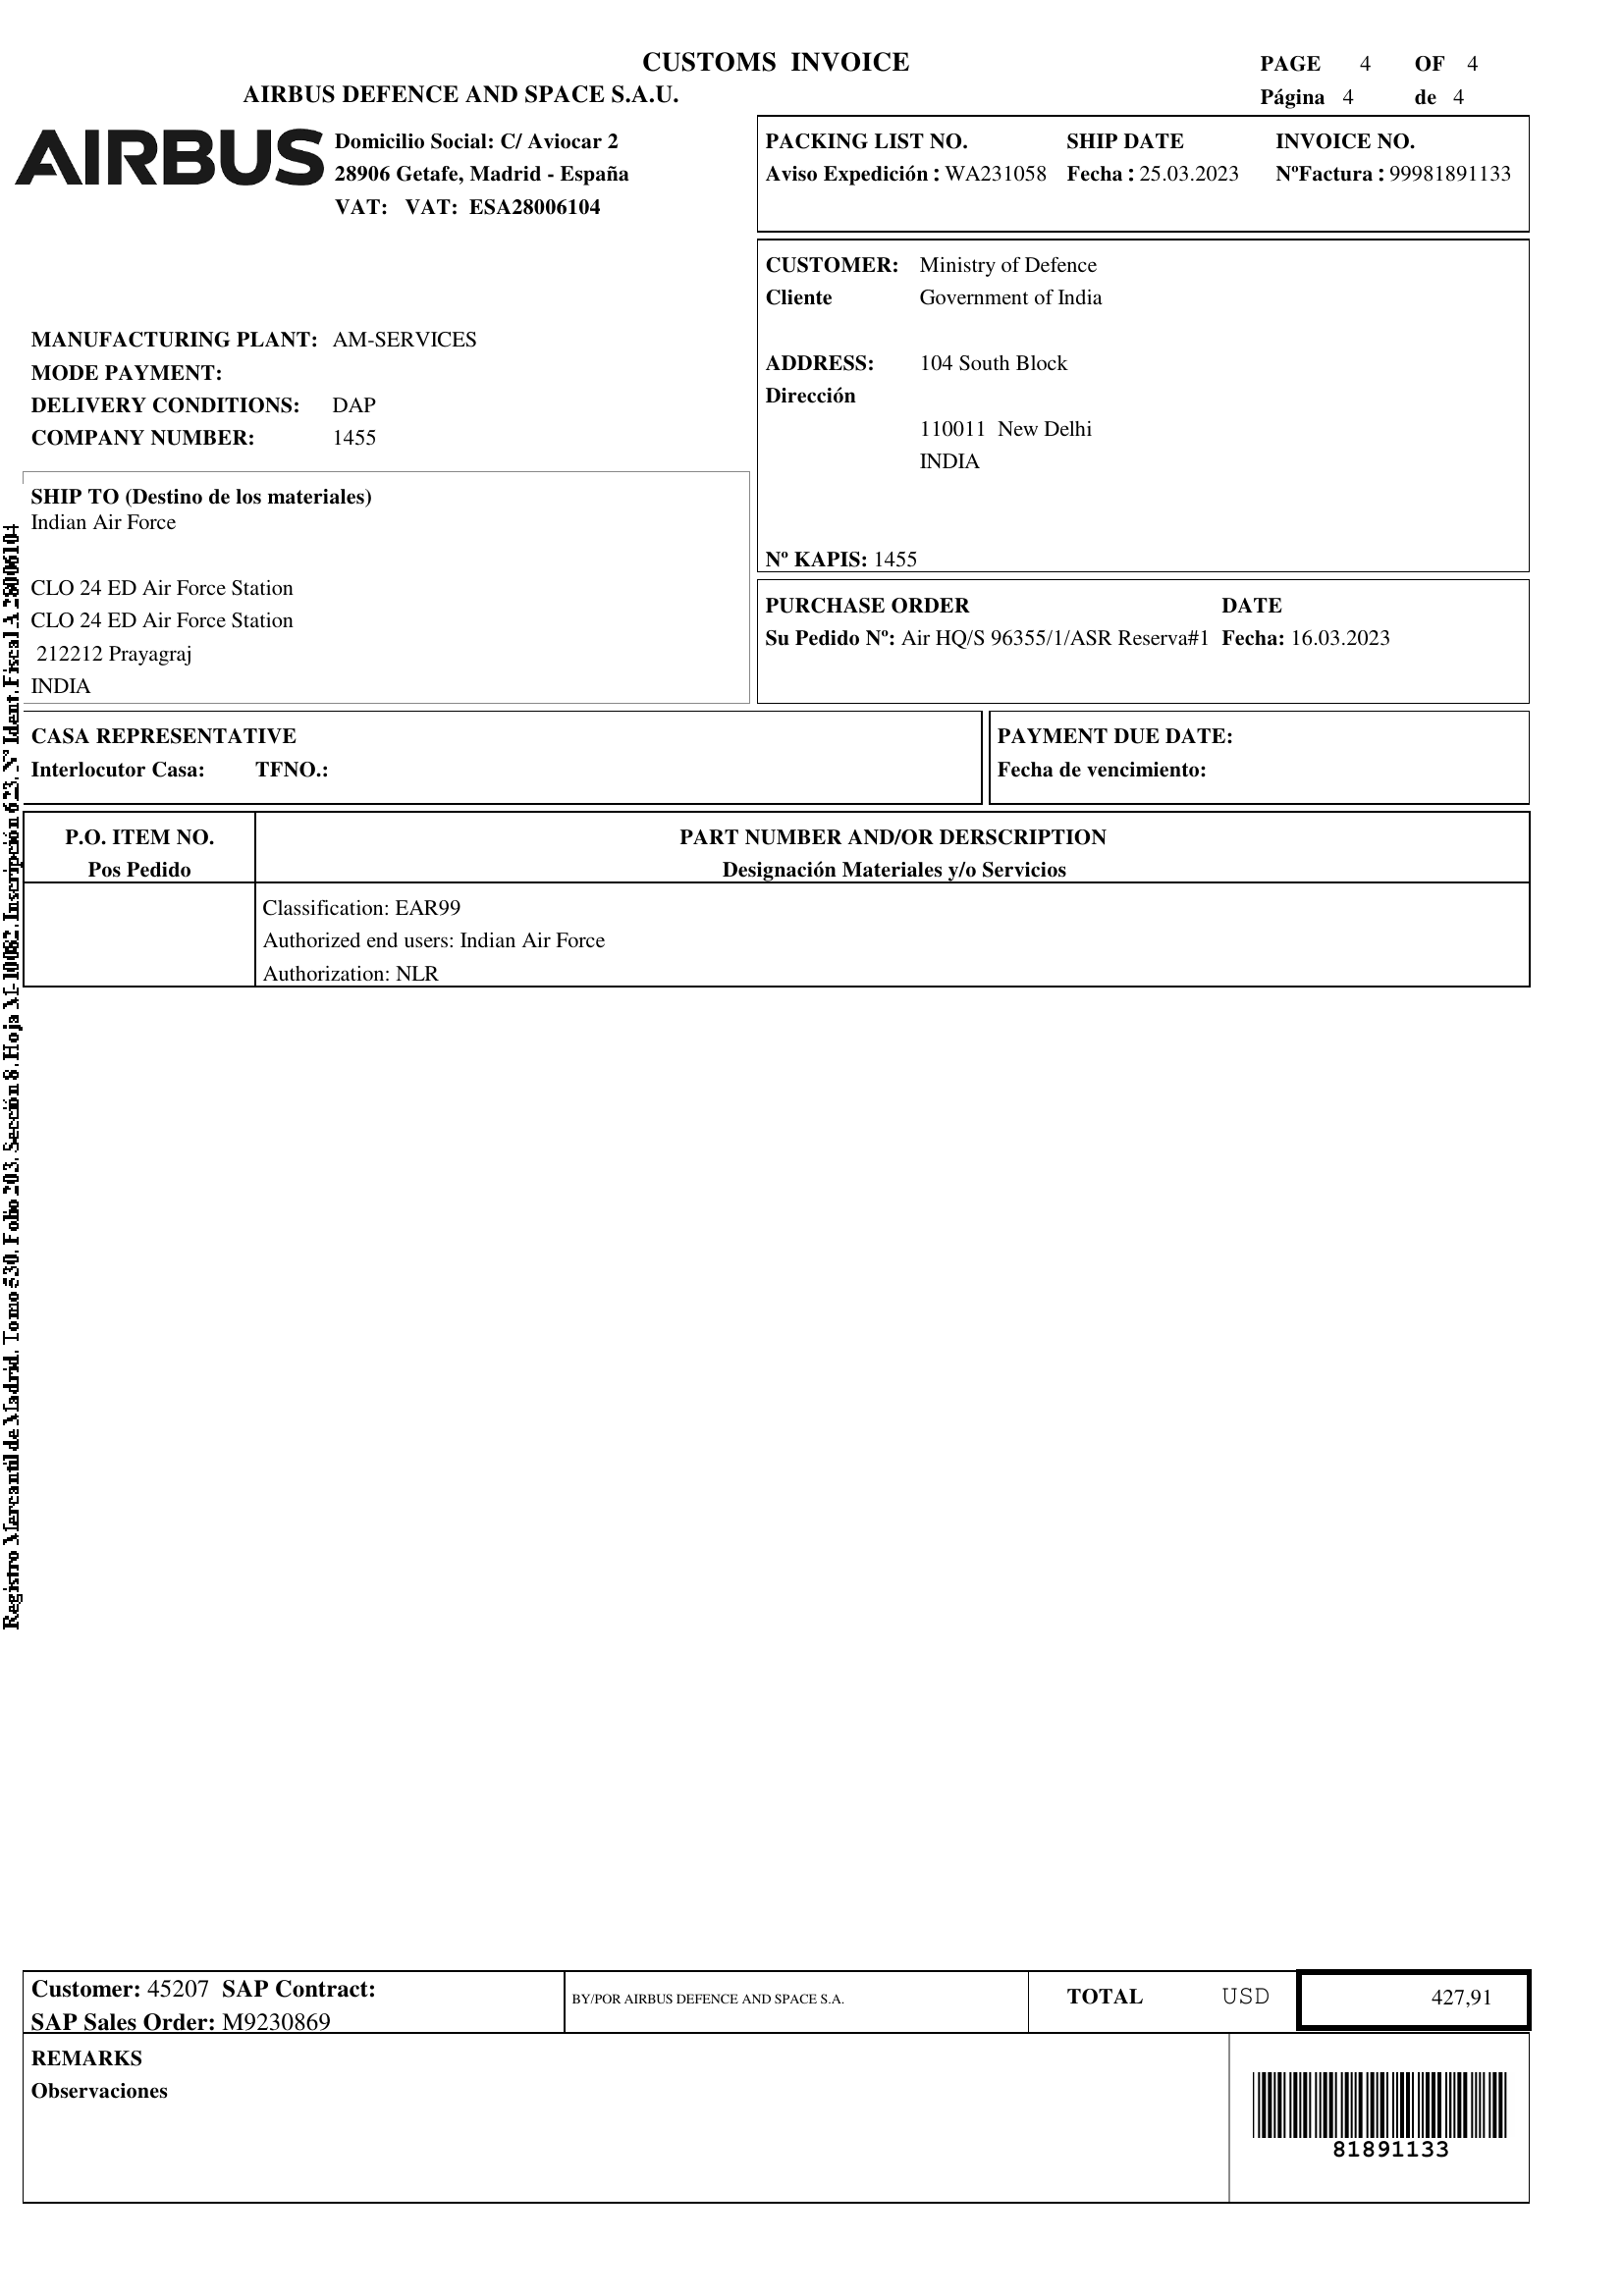 CUSTOMS INVOICE
PAGE 4 OF 4
AIRBUS DEFENCE AND SPACE S.A.U.
Página 4 de 4
AIRBUS
Domicilio Social: C/ Aviocar 2
28906 Getafe, Madrid - España
VAT: VAT: ESA28006104
PACKING LIST NO. SHIP DATE INVOICE NO.
Aviso Expedición : WA231058 Fecha : 25.03.2023 NºFactura : 99981891133
CUSTOMER: Ministry of Defence
Cliente Government of India
ADDRESS: 104 South Block
Dirección
110011 New Delhi
INDIA
Nº KAPIS: 1455
MANUFACTURING PLANT: AM-SERVICES
MODE PAYMENT:
DELIVERY CONDITIONS: DAP
COMPANY NUMBER: 1455
SHIP TO (Destino de los materiales)
Indian Air Force
CLO 24 ED Air Force Station
CLO 24 ED Air Force Station
212212 Prayagraj
INDIA
PURCHASE ORDER DATE
Su Pedido Nº: Air HQ/S 96355/1/ASR Reserva#1 Fecha: 16.03.2023
CASA REPRESENTATIVE
Interlocutor Casa: TFNO.:
PAYMENT DUE DATE:
Fecha de vencimiento:
P.O. ITEM NO.
Pos Pedido
PART NUMBER AND/OR DERSCRIPTION
Designación Materiales y/o Servicios
Classification: EAR99
Authorized end users: Indian Air Force
Authorization: NLR
Registro Mercantil de Madrid, Tomo 530, Folio 203, Sección 8, Hoja M-10082, Inscripción 623, Nº Ident. Fiscal A 28006104
Customer: 45207 SAP Contract:
SAP Sales Order: M9230869
BY/POR AIRBUS DEFENCE AND SPACE S.A.
TOTAL USD 427,91
REMARKS
Observaciones
81891133